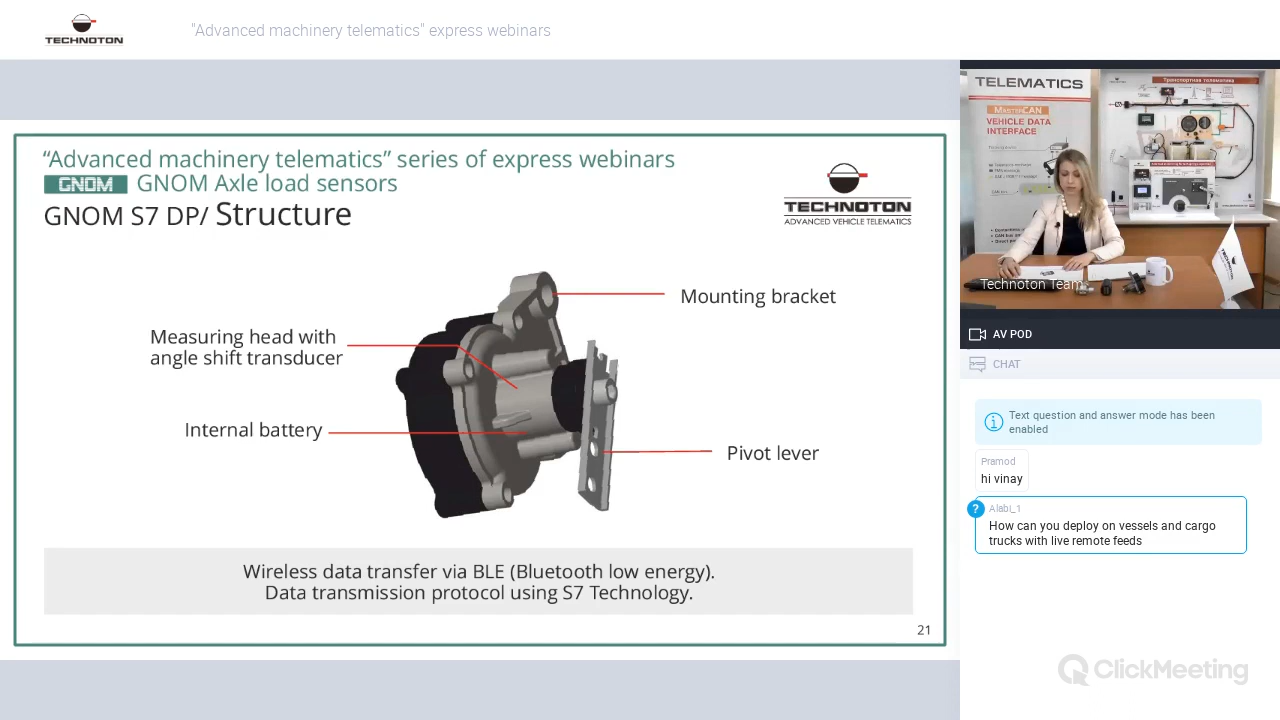 TECHNOTON
"Advanced machinery telematics" express webinars
“Advanced machinery telematics” series of express webinars
GNOM GNOM Axle load sensors
GNOM S7 DP/ Structure
TECHNOTON
ADVANCED VEHICLE TELEMATICS
Mounting bracket
Measuring head with
angle shift transducer
Internal battery
Pivot lever
Wireless data transfer via BLE (Bluetooth low energy).
Data transmission protocol using S7 Technology.
21
TELEMATICS
MasterCAN
VEHICLE DATA
INTERFACE
Транспортная телематика
TECHNOTON
Technoton Team
AV POD
CHAT
Text question and answer mode has been
enabled
Pramod
hi vinay
?
Alabi_1
How can you deploy on vessels and cargo
trucks with live remote feeds
ClickMeeting